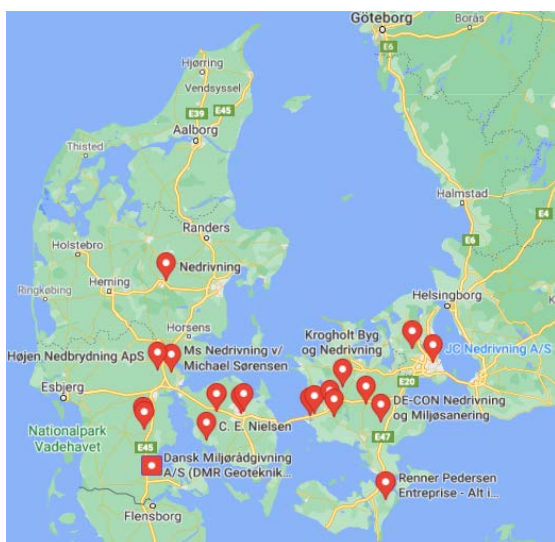 Göteborg
Borås
E6
Hjørring
Vendsyssel
E39
E45
Aalborg
Thisted
Halmstad
E4
Randers
Holstebro
E6
Nedrivning
Herning
Ringkøbing
Helsingborg
Horsens
Krogholt Byg
og Nedrivning
JC Nedrivning A/S
Højen Nedbrydning ApS
Ms Nedrivning v/
Michael Sørensen
E20
Esbjerg
DE-CON Nedrivning
og Miljøsanering
C. E. Nielsen
Nationalpark
Vadehavet
E47
E45
Dansk Miljørådgivning
A/S (DMR Geoteknik...
Renner Pedersen
Entreprise - Alt i...
Flensborg